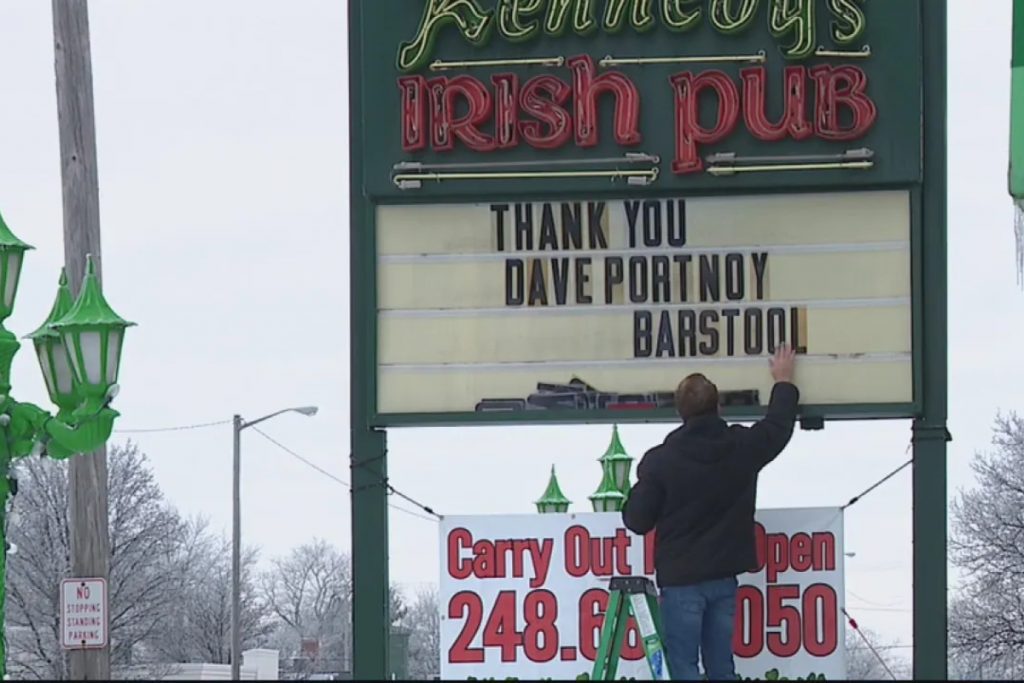 Kennedy's
IRISH PUB
THANK YOU
DAVE PORTNOY
BARSTOOL
Carry Out Open
248.6 050
NO
STOPPING
STANDING
PARKING